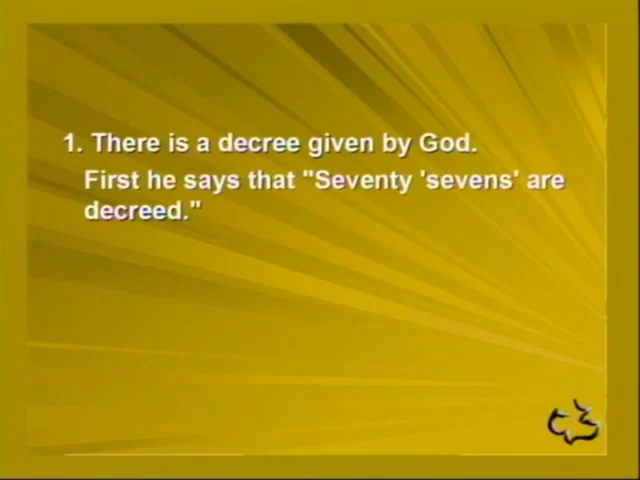 1. There is a decree given by God.
First he says that "Seventy 'sevens' are
decreed."